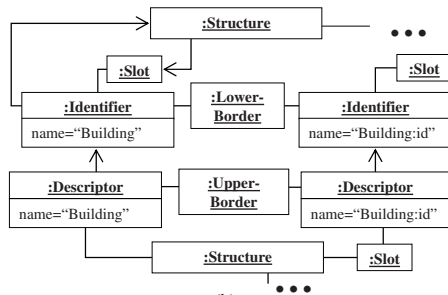 :Structure
• • •
:Slot
:Slot
:Identifier
name=“Building”
:Lower-
Border
:Identifier
name=“Building:id”
:Descriptor
name=“Building”
:Upper-
Border
:Descriptor
name=“Building:id”
:Structure
:Slot
• • •